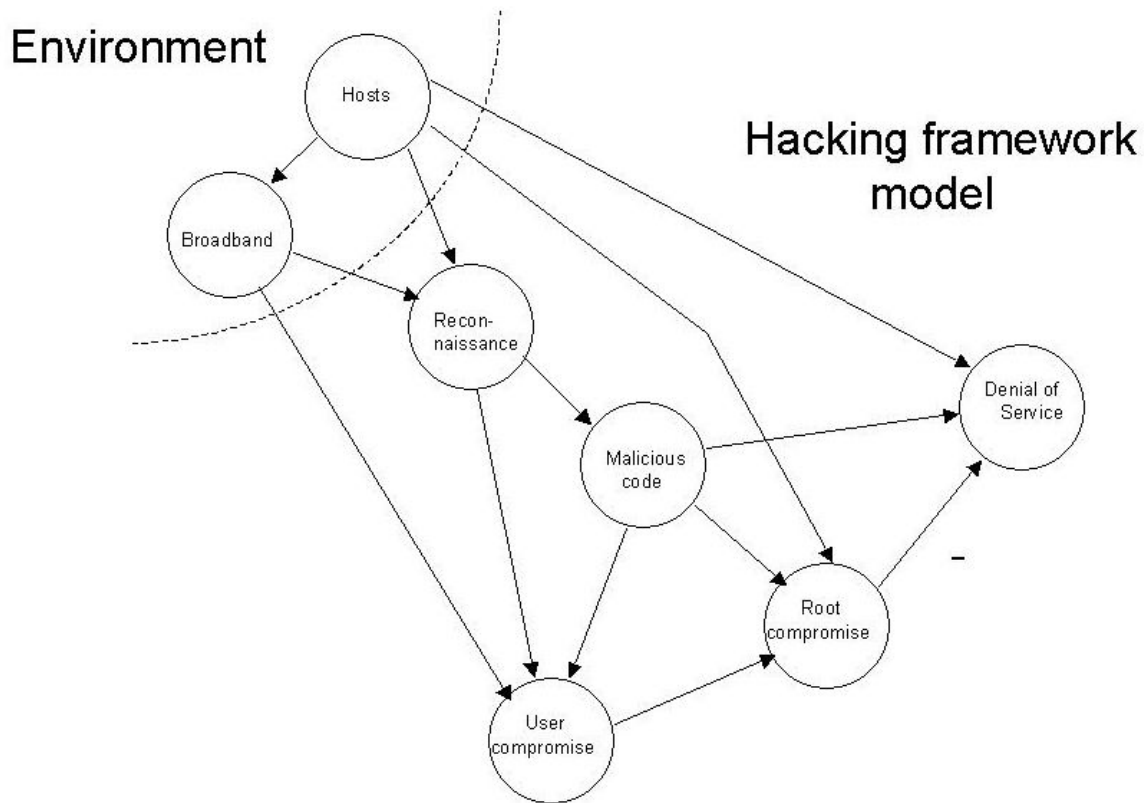 Environment
Hosts
Hacking framework
model
Broadband
Recon-
naissance
Denial of
Service
Malicious
code
-
Root
compromise
User
compromise